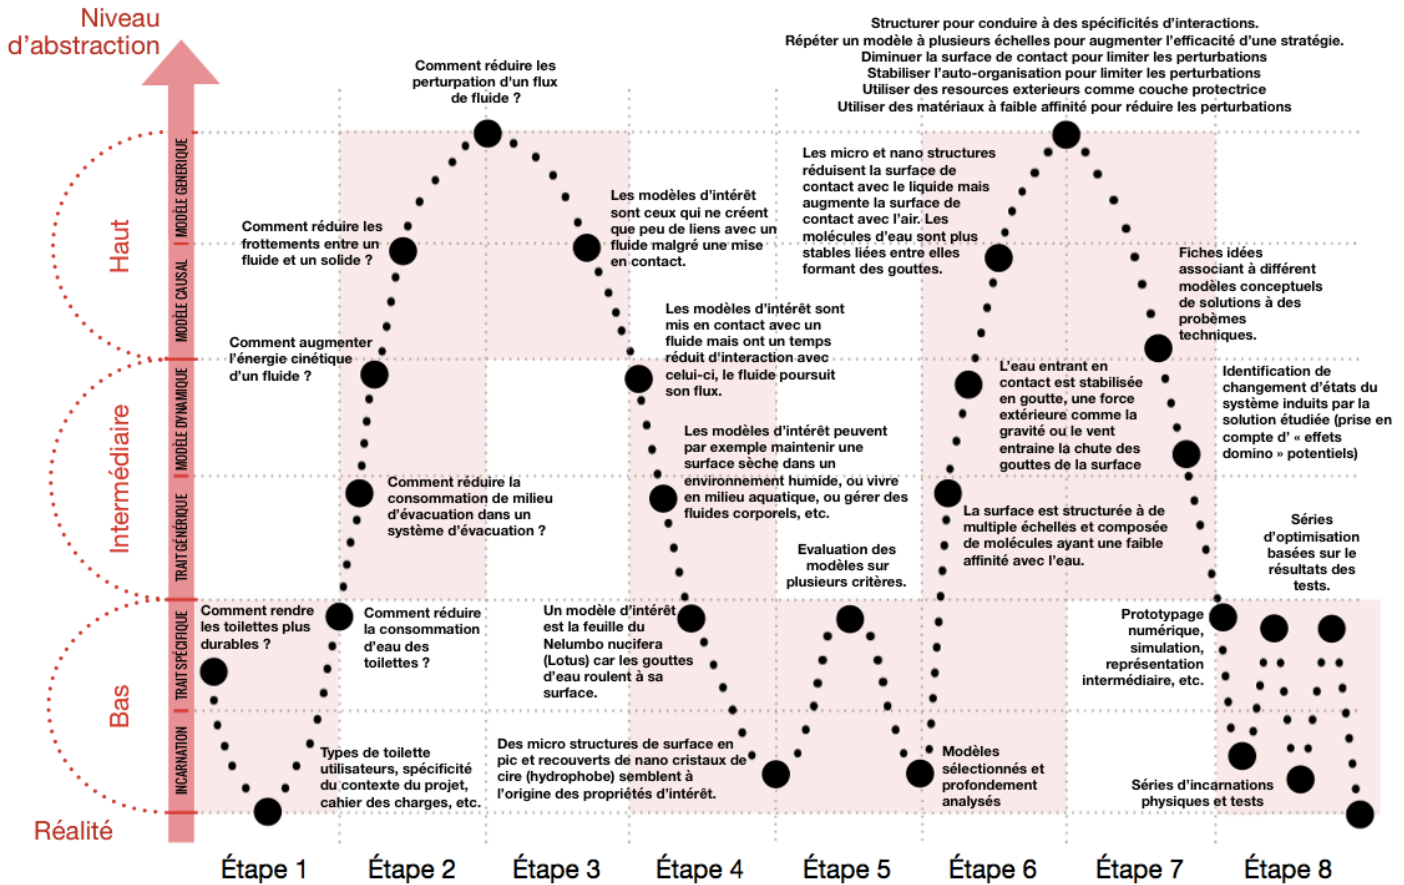 Niveau
d'abstraction
Haut
Intermédiaire
Bas
Réalité
MODÈLE GENERIQUE
MODÈLE CAUSAL
MODÈLE DYNAMIQUE
TRAIT GÉNÉRIQUE
TRAIT SPÉCIFIQUE
INCARNATION
Comment rendre
les toilettes plus
durables ?
Types de toilette
utilisateurs, spécificité
du contexte du projet,
cahier des charges, etc.
Comment réduire
la consommation
d'eau des
toilettes ?
Comment réduire la
consommation de milieu
d'évacuation dans un
système d'évacuation ?
Comment augmenter
l'énergie cinétique
d'un fluide ?
Comment réduire les
frottements entre un
fluide et un solide ?
Comment réduire les
perturpation d'un flux
de fluide ?
Les modèles d'intérêt
sont ceux qui ne créent
que peu de liens avec un
fluide malgré une mise
en contact.
Les modèles d'intérêt sont
mis en contact avec un
fluide mais ont un temps
réduit d'interaction avec
celui-ci, le fluide poursuit
son flux.
Les modèles d'intérêt peuvent
par exemple maintenir une
surface sèche dans un
environnement humide, ou vivre
en milieu aquatique, ou gérer des
fluides corporels, etc.
Un modèle d'intérêt
est la feuille du
Nelumbo nucifera
(Lotus) car les gouttes
d'eau roulent à sa
surface.
Des micro structures de surface en
pic et recouverts de nano cristaux de
cire (hydrophobe) semblent à
l'origine des propriétés d'intérêt.
Evaluation des
modèles sur
plusieurs critères.
Modèles
sélectionnés et
profondement
analysés
La surface est structurée à de
multiple échelles et composée
de molécules ayant une faible
affinité avec l'eau.
L'eau entrant en
contact est stabilisée
en goutte, une force
extérieure comme la
gravité ou le vent
entraine la chute des
gouttes de la surface
Les micro et nano structures
réduisent la surface de
contact avec le liquide mais
augmente la surface de
contact avec l'air. Les
molécules d'eau sont plus
stables liées entre elles
formant des gouttes.
Structurer pour conduire à des spécificités d'interactions.
Répéter un modèle à plusieurs échelles pour augmenter l'efficacité d'une stratégie.
Diminuer la surface de contact pour limiter les perturbations
Stabiliser l'auto-organisation pour limiter les perturbations
Utiliser des resources exterieurs comme couche protectrice
Utiliser des matériaux à faible affinité pour réduire les perturbations
Fiches idées
associant à différent
modèles conceptuels
de solutions à des
probèmes
techniques.
Identification de
changement d'états du
système induits par la
solution étudiée (prise en
compte d' « effets
domino » potentiels)
Prototypage
numérique,
simulation,
représentation
intermédiaire, etc.
Séries
d'optimisation
basées sur le
résultats des
tests.
Séries d'incarnations
physiques et tests
Étape 1
Étape 2
Étape 3
Étape 4
Étape 5
Étape 6
Étape 7
Étape 8